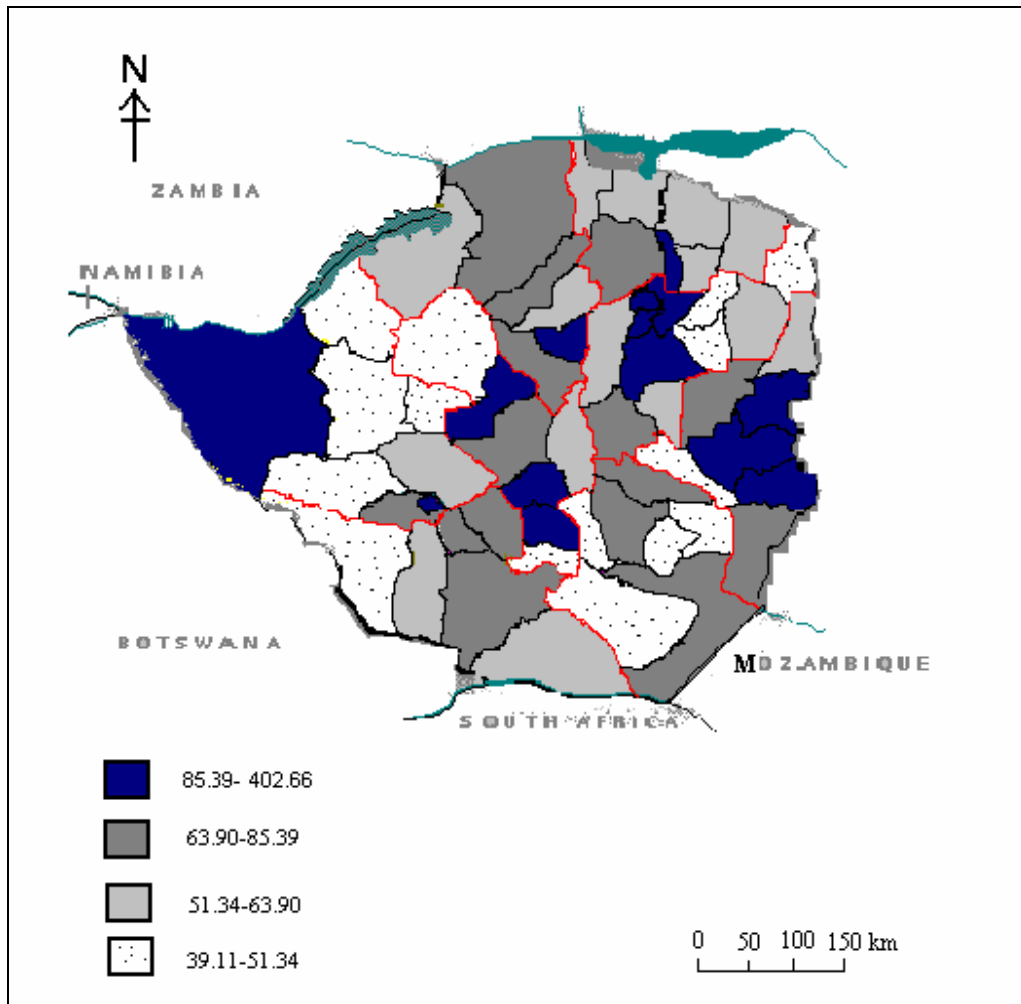 N
ZAMBIA
NAMIBIA
BOTSWANA
MOZAMBIQUE
SOUTH AFRICA
85.39- 402.66
63.90-85.39
51.34-63.90
39.11-51.34
0 50 100 150 km